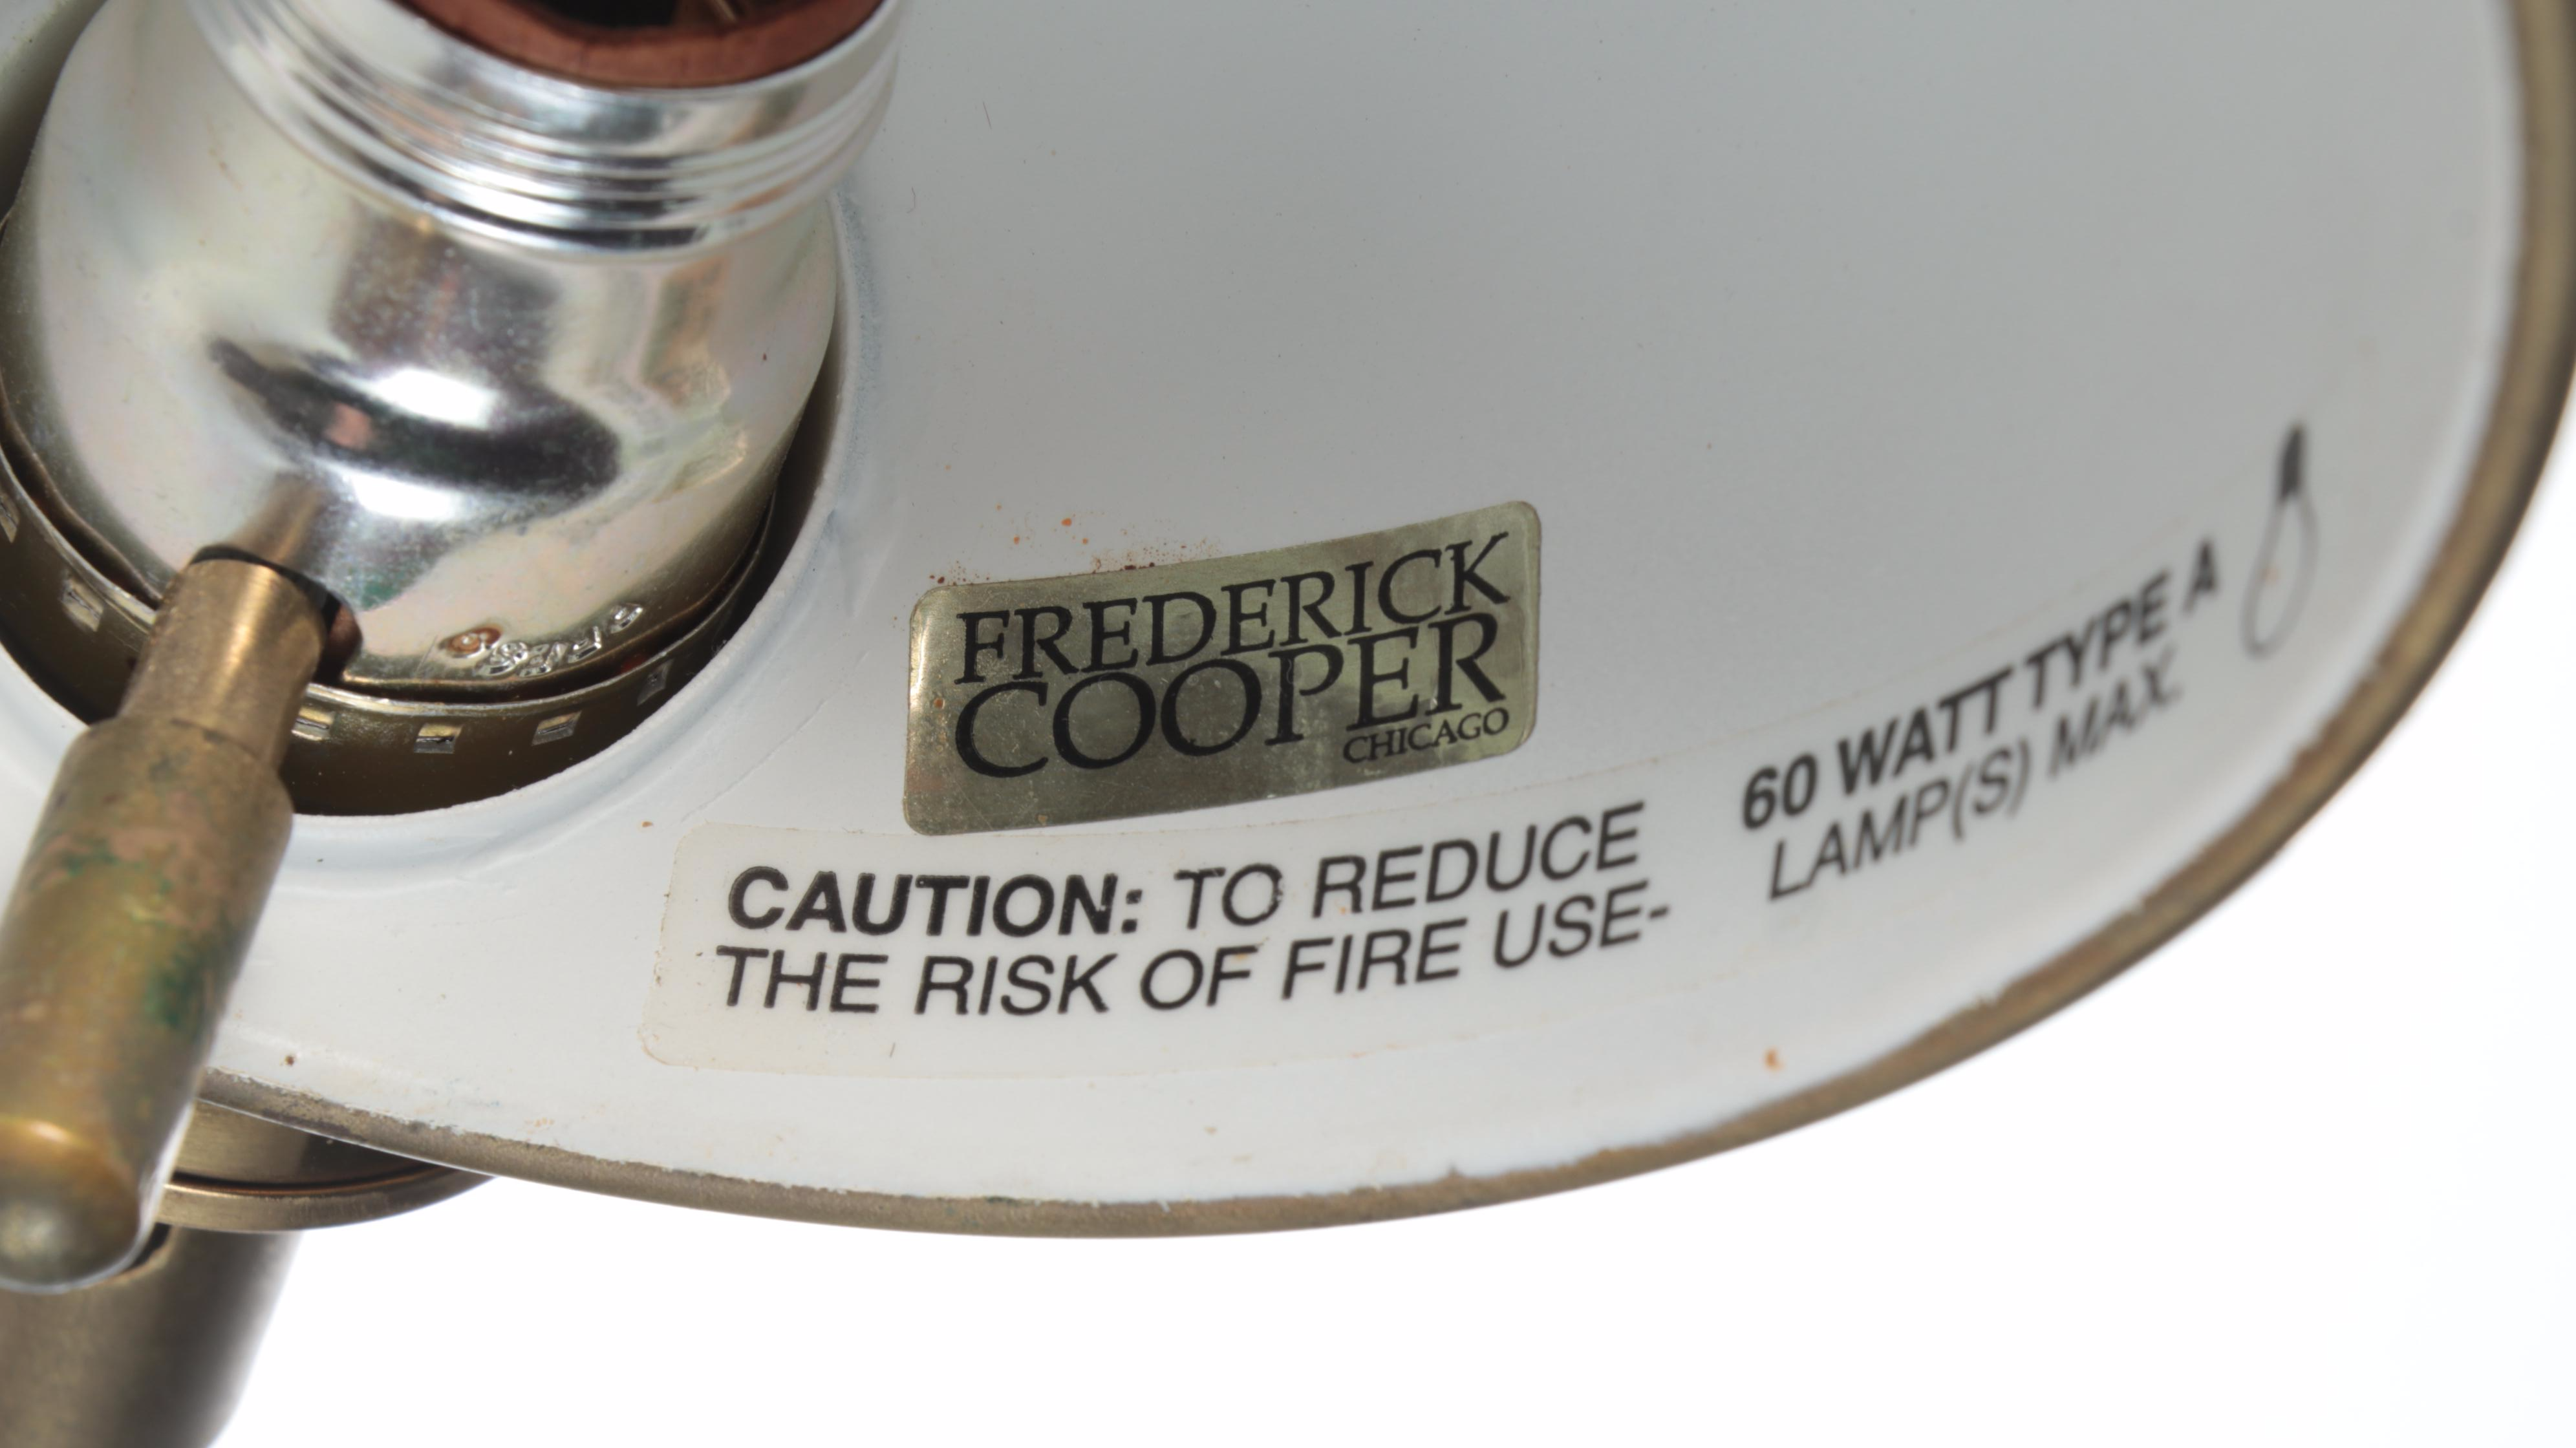 FREDERICK
COOPER
CHICAGO
CAUTION: TO REDUCE
THE RISK OF FIRE USE-
60 WATT TYPE A
LAMP(S) MAX.